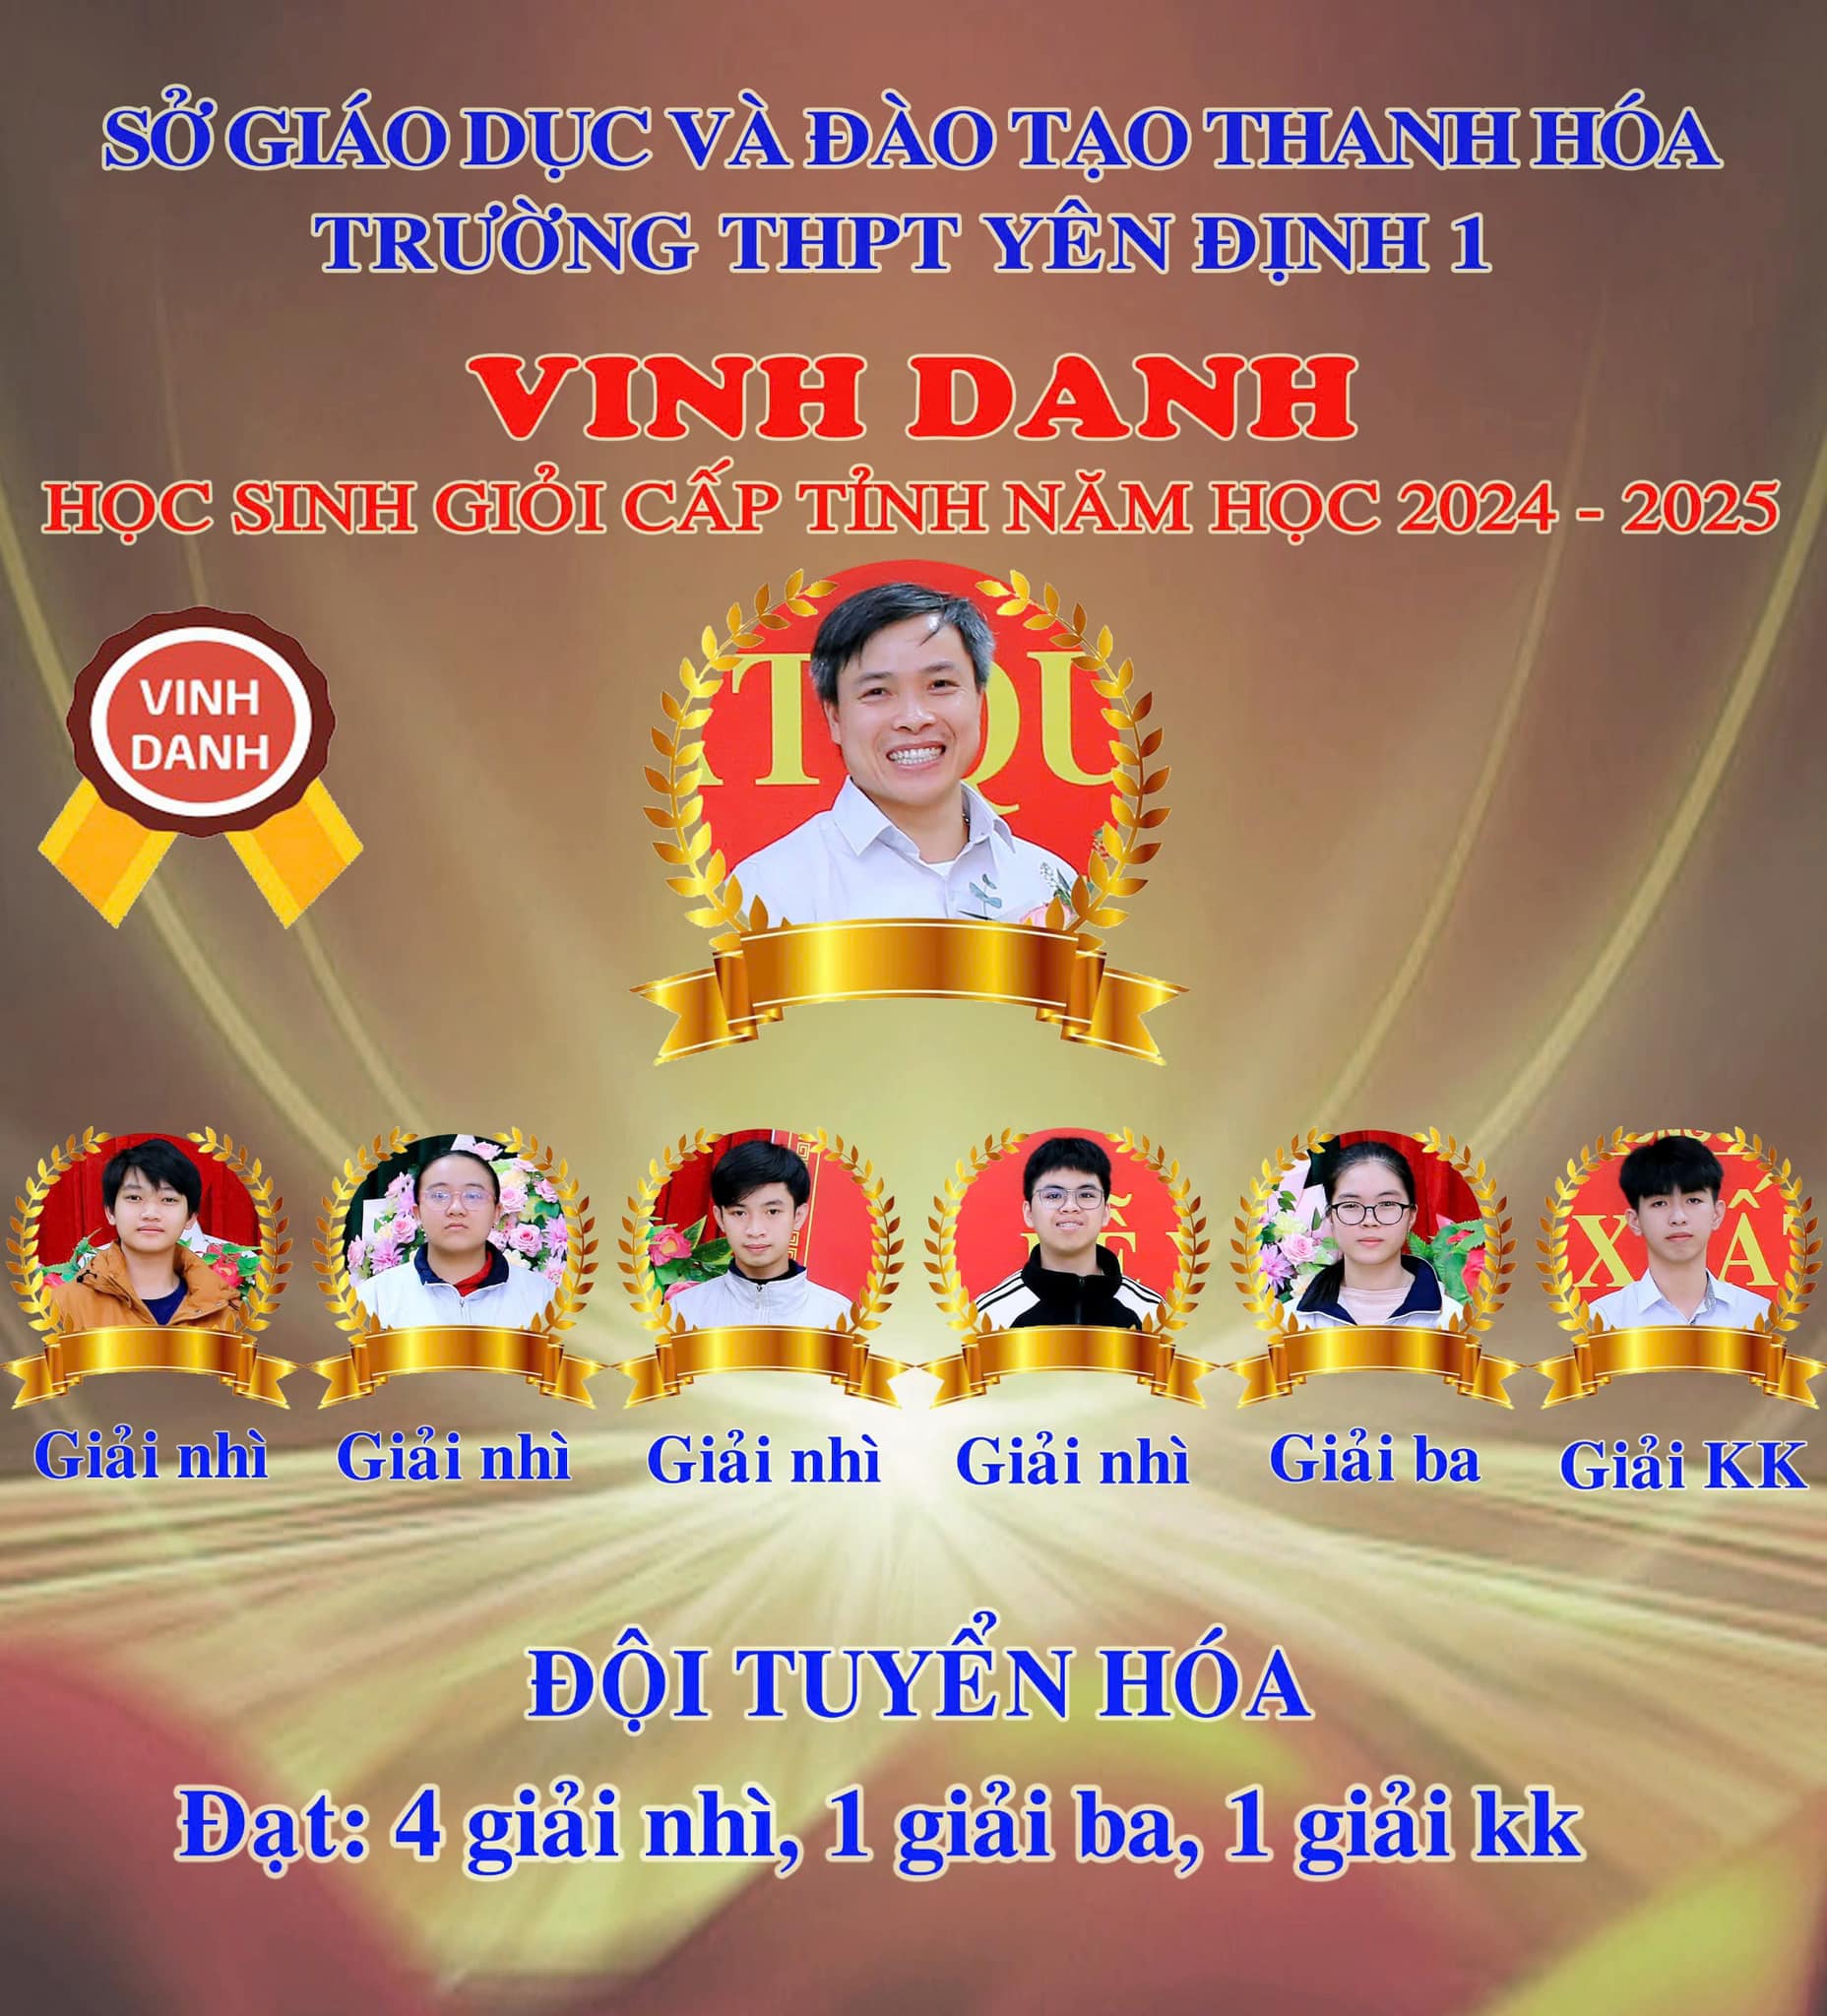 SỞ GIÁO DỤC VÀ ĐÀO TẠO THANH HÓA
TRƯỜNG THPT YÊN ĐỊNH 1
VINH DANH
HỌC SINH GIỎI CẤP TỈNH NĂM HỌC 2024 - 2025
VINH
DANH
T QU
XẤT
Giải nhì
Giải nhì
Giải nhì
Giải nhì
Giải ba
Giải KK
ĐỘI TUYỂN HÓA
Đạt: 4 giải nhì, 1 giải ba, 1 giải kk